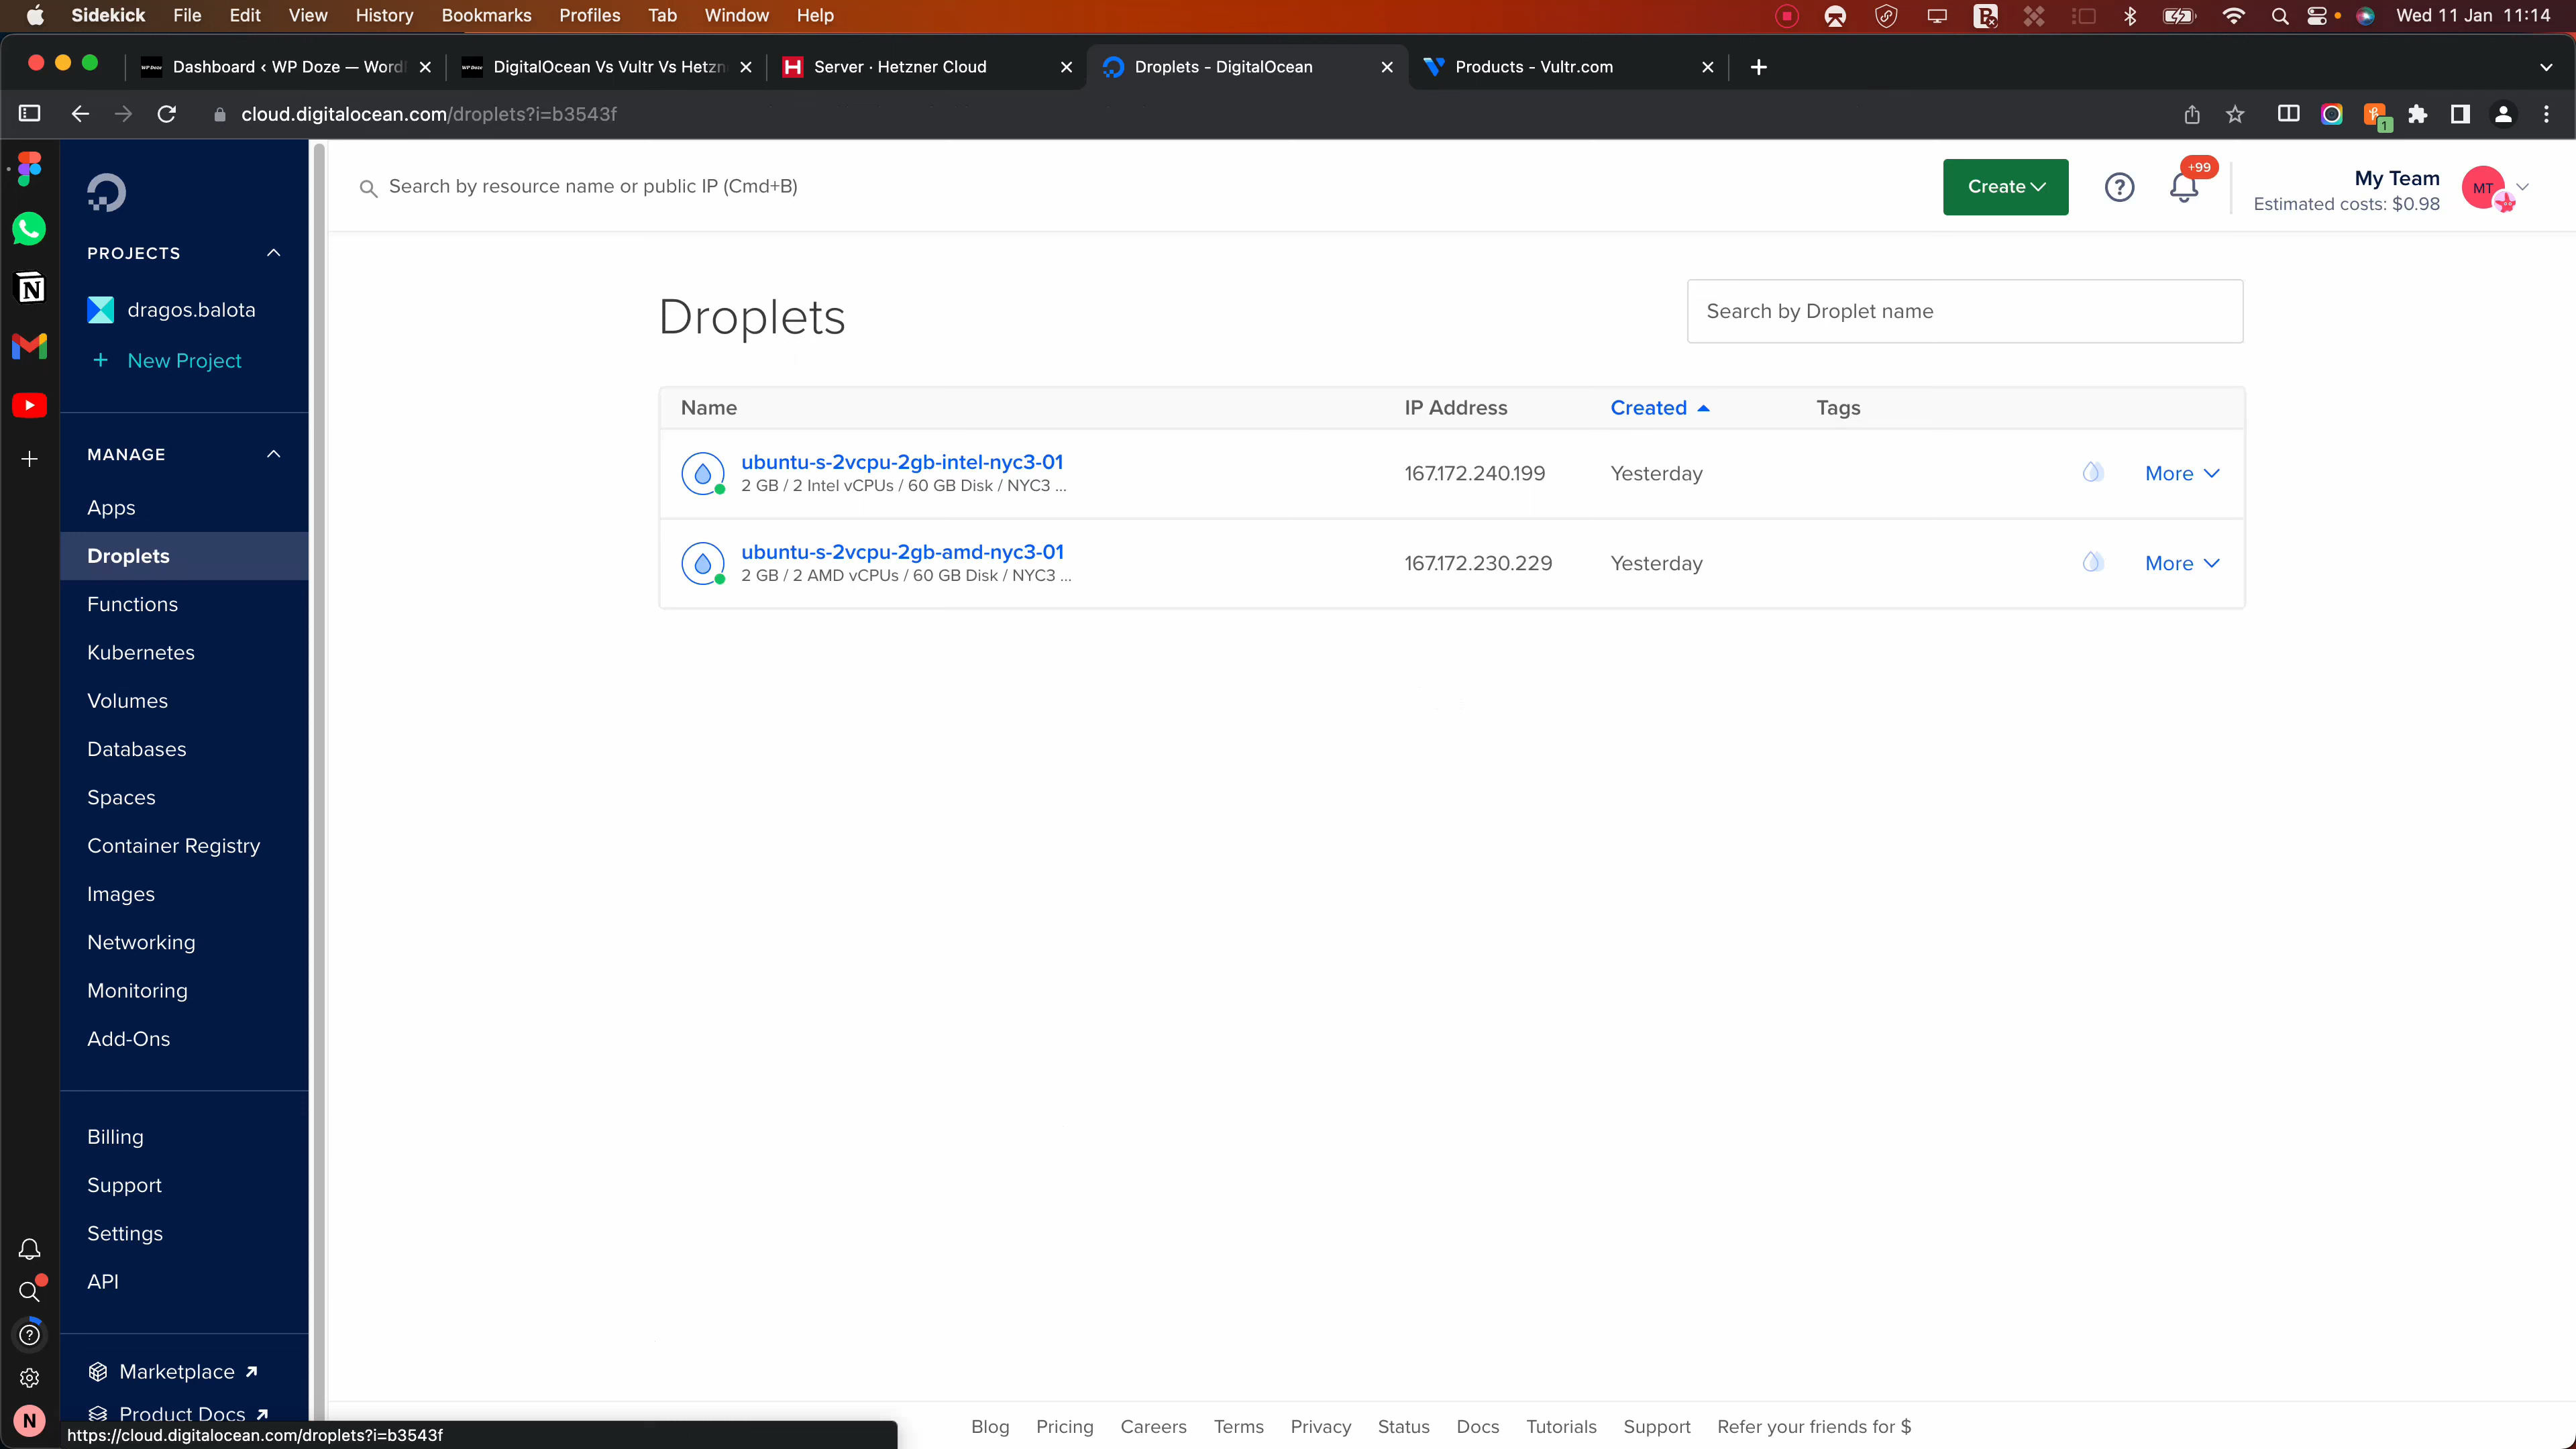 Sidekick File Edit View History Bookmarks Profiles Tab Window Help Wed 11 Jan 11:14
Dashboard ‹ WP Doze — Word DigitalOcean Vs Vultr Vs Hetzn Server · Hetzner Cloud Droplets - DigitalOcean Products - Vultr.com
cloud.digitalocean.com/droplets?i=b3543f
1
Search by resource name or public IP (Cmd+B)
Create
+99
My Team
Estimated costs: $0.98
MT
PROJECTS
dragos.balota
+ New Project
MANAGE
Apps
Droplets
Functions
Kubernetes
Volumes
Databases
Spaces
Container Registry
Images
Networking
Monitoring
Add-Ons
Billing
Support
Settings
API
Marketplace
Product Docs
N
https://cloud.digitalocean.com/droplets?i=b3543f
Droplets
Search by Droplet name
Name IP Address Created Tags
ubuntu-s-2vcpu-2gb-intel-nyc3-01
2 GB / 2 Intel vCPUs / 60 GB Disk / NYC3 ...
167.172.240.199 Yesterday More
ubuntu-s-2vcpu-2gb-amd-nyc3-01
2 GB / 2 AMD vCPUs / 60 GB Disk / NYC3 ...
167.172.230.229 Yesterday More
Blog Pricing Careers Terms Privacy Status Docs Tutorials Support Refer your friends for $